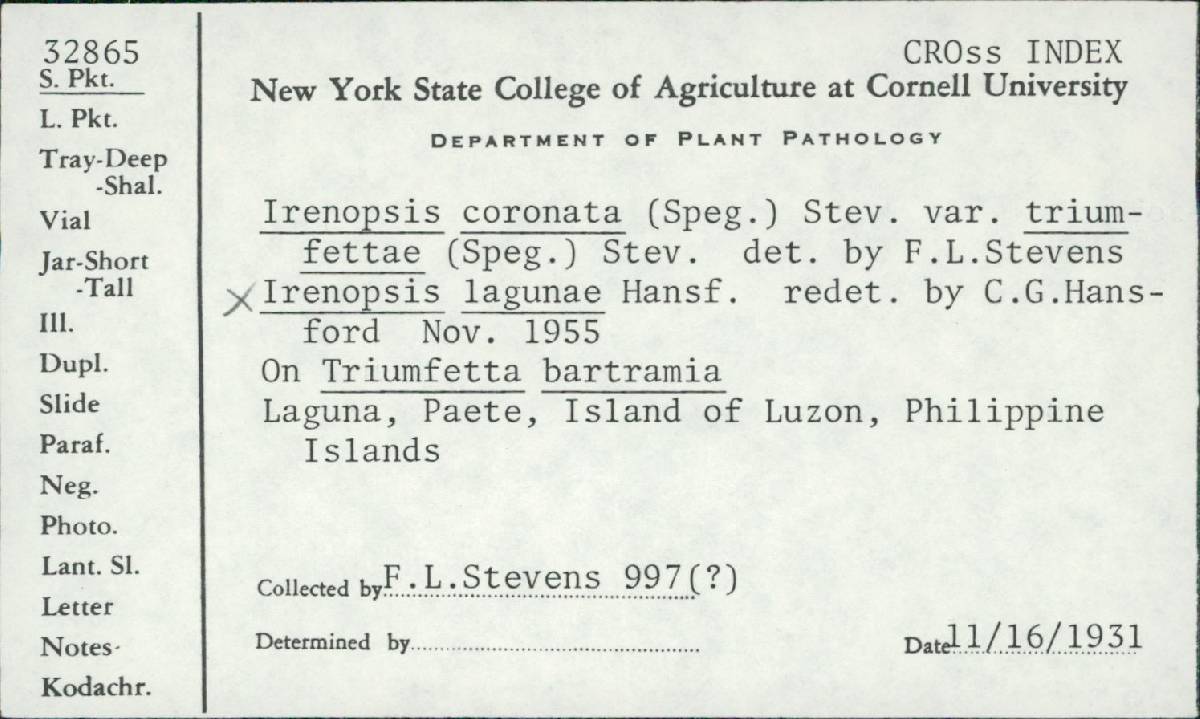 32865
S. Pkt.
L. Pkt.
Tray-Deep
-Shal.
Vial
Jar-Short
-Tall
Ill.
Dupl.
Slide
Paraf.
Neg.
Photo.
Lant. Sl.
Letter
Notes
Kodachr.
CROss INDEX
New York State College of Agriculture at Cornell University
DEPARTMENT OF PLANT PATHOLOGY
Irenopsis coronata (Speg.) Stev. var. trium-
fettae (Speg.) Stev. det. by F.L.Stevens
X Irenopsis lagunae Hansf. redet. by C.G.Hans-
ford Nov. 1955
On Triumfetta bartramia
Laguna, Paete, Island of Luzon, Philippine
Islands
Collected by F.L.Stevens 997(?)
Determined by
Date 11/16/1931